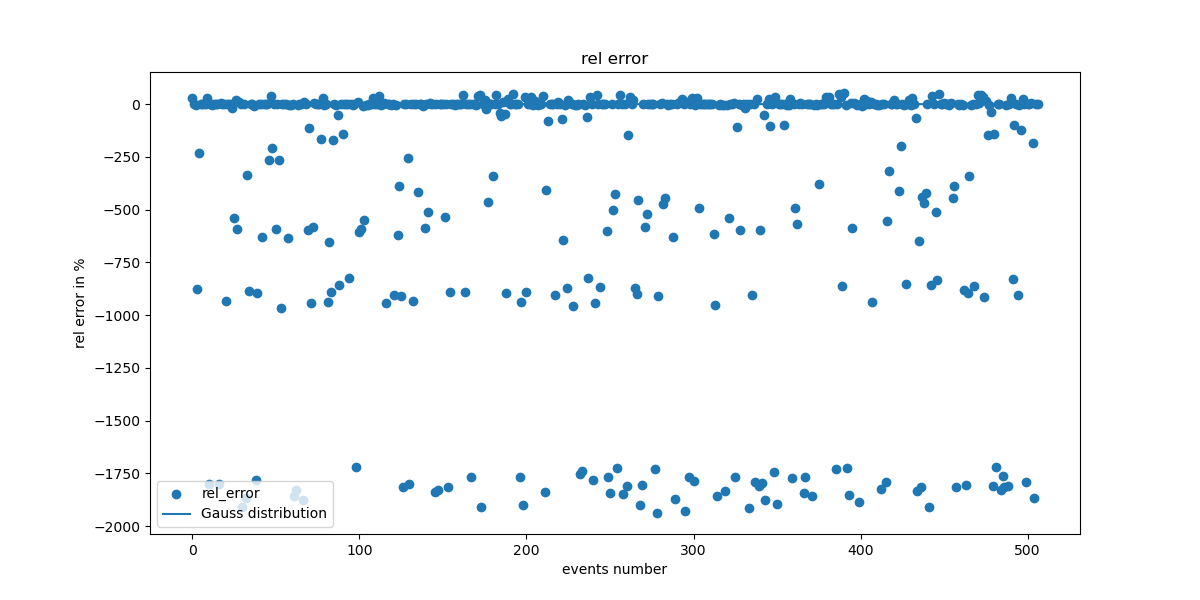 rel error
rel error in %
0
−250
−500
−750
−1000
−1250
−1500
−1750
−2000
rel_error
Gauss distribution
0 100 200 300 400 500
events number